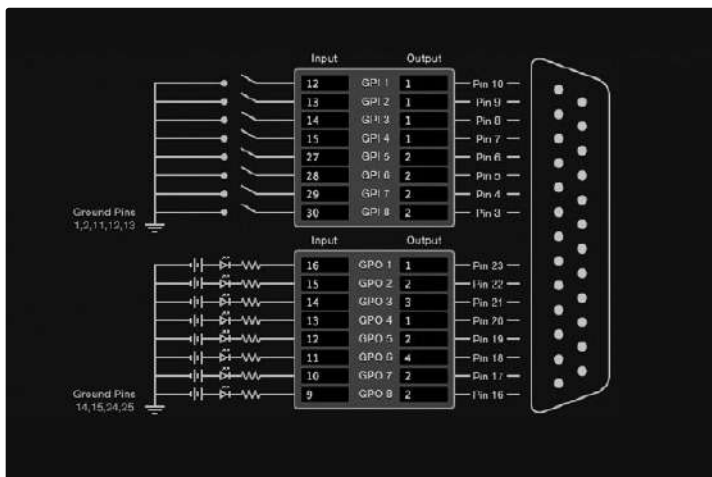 Input Output
12 GPI 1 1 Pin 10
13 GPI 2 1 Pin 9
14 GPI 3 1 Pin 8
15 GPI 4 1 Pin 7
27 GPI 5 2 Pin 6
28 GPI 6 2 Pin 5
29 GPI 7 2 Pin 4
30 GPI 8 2 Pin 3
Ground Pins
1,2,11,12,13
Input Output
16 GPO 1 1 Pin 23
15 GPO 2 2 Pin 22
14 GPO 3 3 Pin 21
13 GPO 4 1 Pin 20
12 GPO 5 2 Pin 19
11 GPO 6 4 Pin 18
10 GPO 7 2 Pin 17
9 GPO 8 2 Pin 16
Ground Pins
14,15,24,25